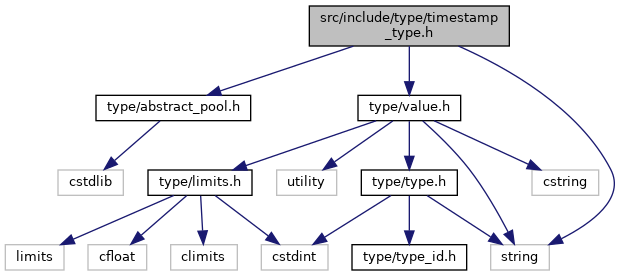 src/include/type/timestamp
_type.h
type/abstract_pool.h
type/value.h
cstdlib
type/limits.h
utility
type/type.h
cstring
limits
cfloat
climits
cstdint
type/type_id.h
string